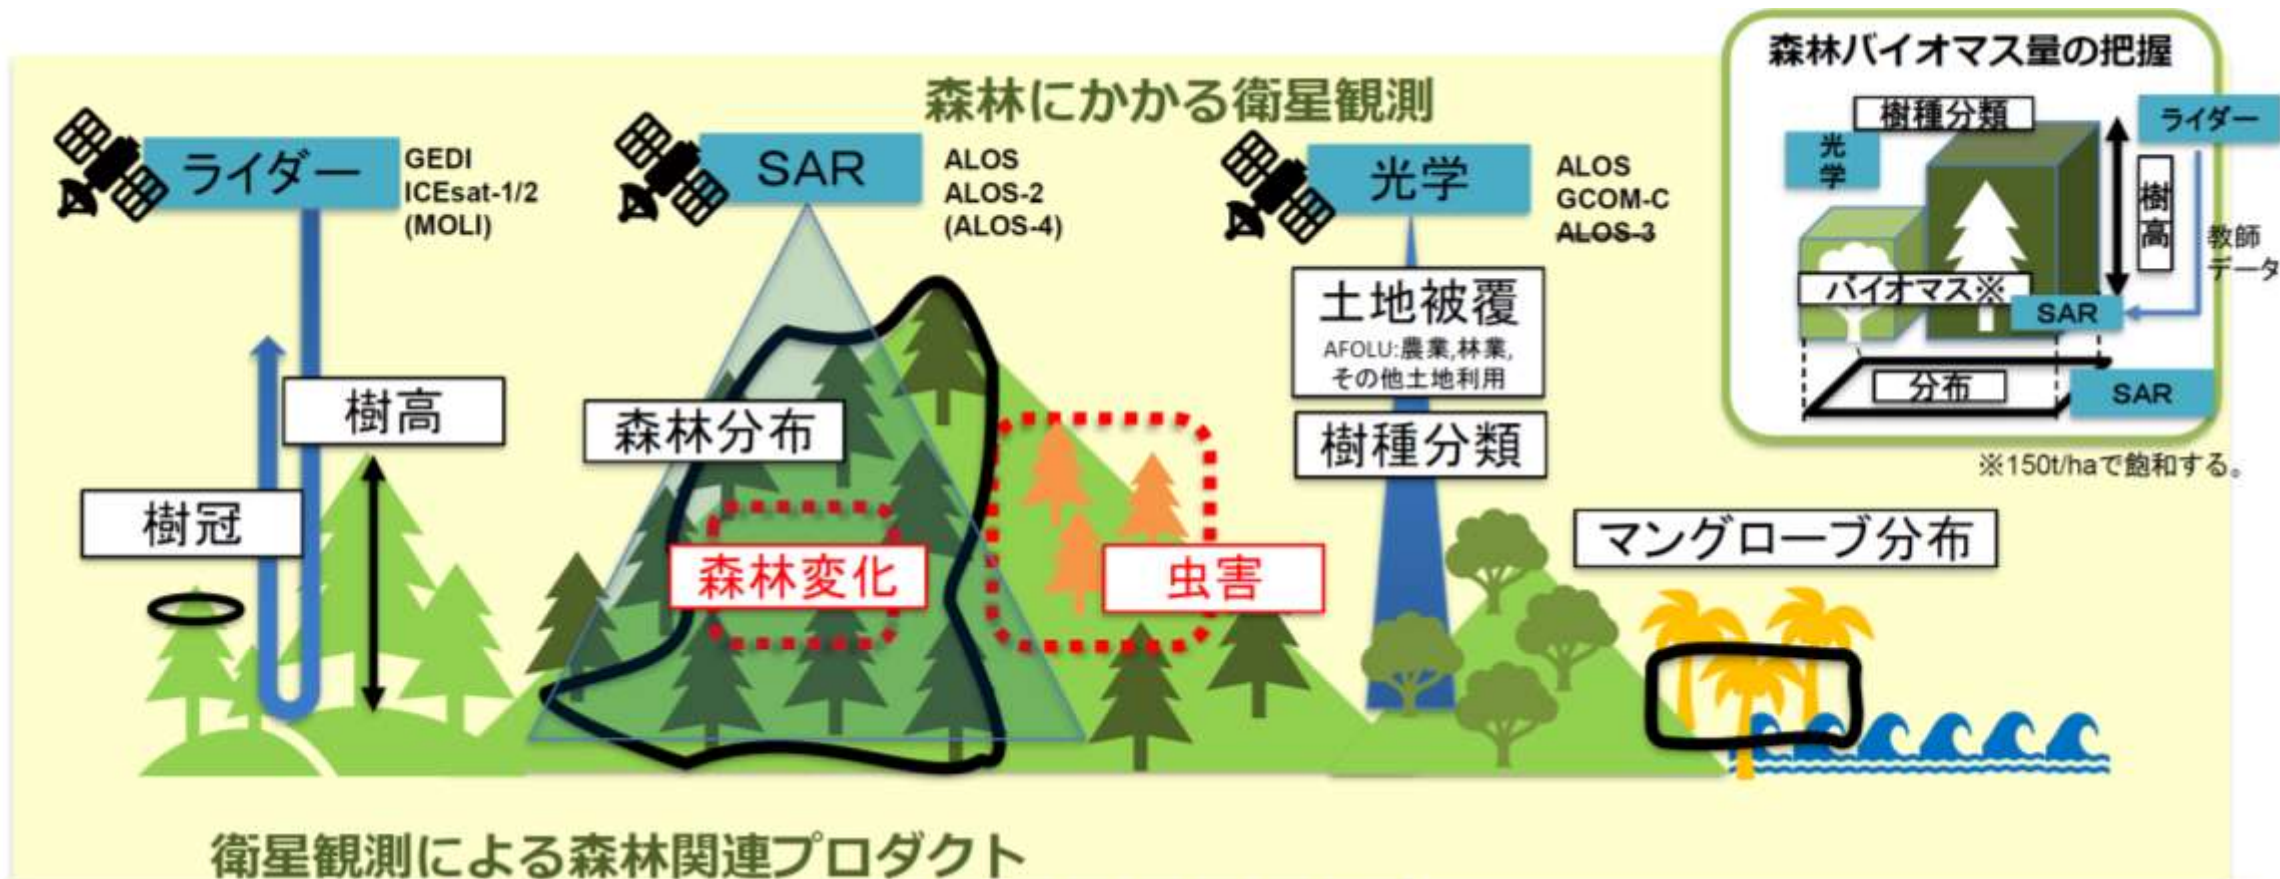 森林にかかる衛星観測
ライダー
GEDI
ICEsat-1/2
(MOLI)
SAR
ALOS
ALOS-2
(ALOS-4)
光学
ALOS
GCOM-C
ALOS-3
樹高
樹冠
森林分布
森林変化
虫害
土地被覆
AFOLU:農業,林業,
その他土地利用
樹種分類
マングローブ分布
森林バイオマス量の把握
樹種分類
光
学
ライダー
樹
高
教師
データ
バイオマス※
SAR
分布
SAR
※150t/haで飽和する。
衛星観測による森林関連プロダクト